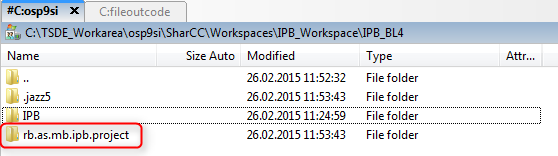 #C:osp9si C:fileoutcode
C:\TSDE_Workarea\osp9si\SharCC\Workspaces\IPB_Workspace\IPB_BL4
Name Size Auto Modified Type Attr...
.. 26.02.2015 11:52:32 File folder
.jazz5 26.02.2015 11:53:43 File folder
IPB 26.02.2015 11:24:59 File folder
rb.as.mb.ipb.project 26.02.2015 11:53:43 File folder